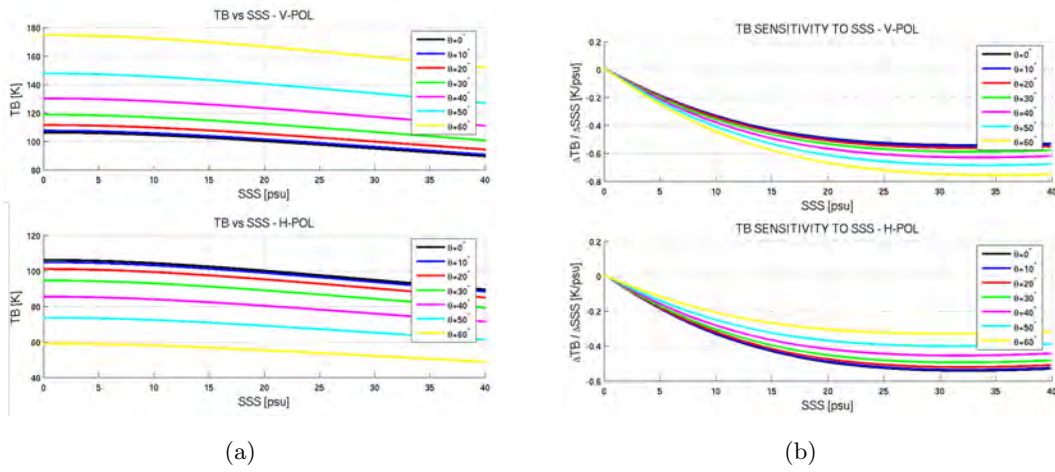 TB vs SSS - V-POL
180
160
140
120
100
80
TB [K]
0 5 10 15 20 25 30 35 40
SSS [psu]
θ=0°
θ=10°
θ=20°
θ=30°
θ=40°
θ=50°
θ=60°
TB vs SSS - H-POL
120
100
80
60
40
TB [K]
0 5 10 15 20 25 30 35 40
SSS [psu]
θ=0°
θ=10°
θ=20°
θ=30°
θ=40°
θ=50°
θ=60°
(a)
TB SENSITIVITY TO SSS - V-POL
0.2
0
-0.2
-0.4
-0.6
-0.8
ΔTB / ΔSSS [K/psu]
0 5 10 15 20 25 30 35 40
SSS [psu]
θ=0°
θ=10°
θ=20°
θ=30°
θ=40°
θ=50°
θ=60°
TB SENSITIVITY TO SSS - H-POL
0.2
0
-0.2
-0.4
-0.6
ΔTB / ΔSSS [K/psu]
0 5 10 15 20 25 30 35 40
SSS [psu]
θ=0°
θ=10°
θ=20°
θ=30°
θ=40°
θ=50°
θ=60°
(b)